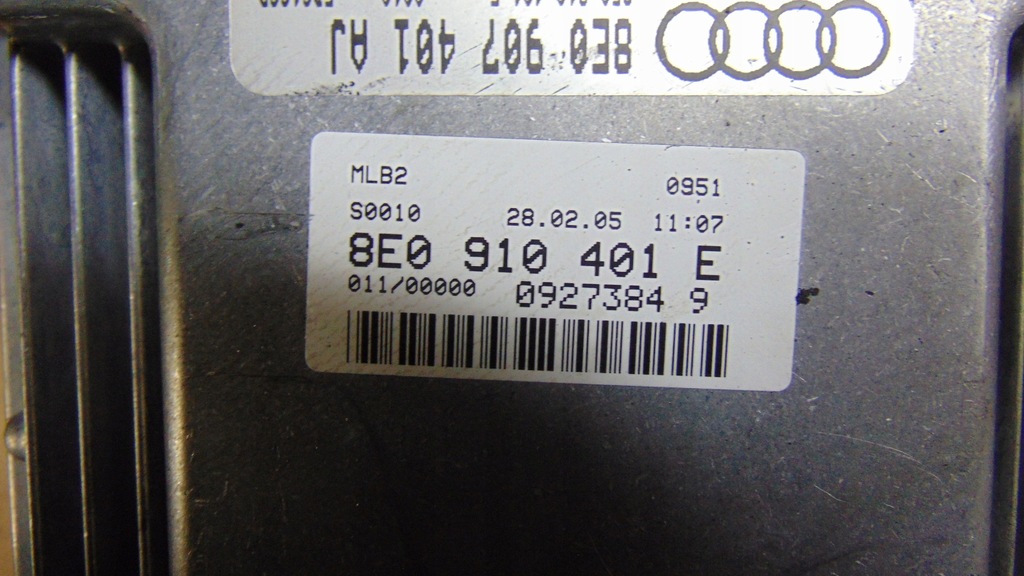 8E0 907 401 AJ
MLB2 0951
S0010 28.02.05 11:07
8E0 910 401 E
011/00000 0927384 9